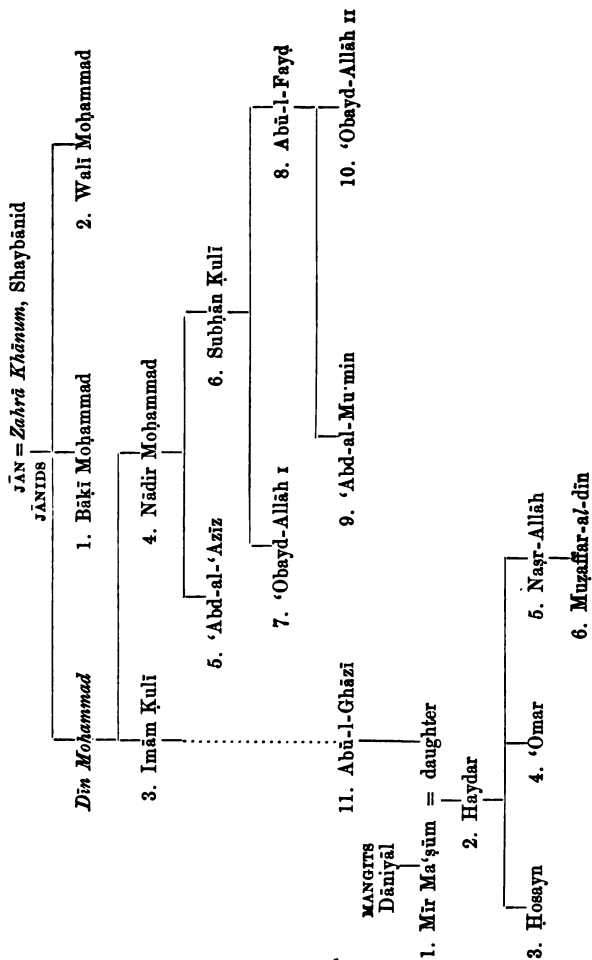 JĀN = Zahrā Khānum, Shaybānid
JĀNIDS
Dīn Moḥammad 1. Bāḳī Moḥammad 2. Walī Moḥammad
3. Imām Ḳulī 4. Nādir Moḥammad
5. ‘Abd-al-‘Azīz 6. Subḥān Ḳulī
7. ‘Obayd-Allāh I 8. Abū-l-Fayḍ
9. ‘Abd-al-Mu·min 10. ‘Obayd-Allāh II
11. Abū-l-Ghāzī
MANGITS
Dāniyāl
1. Mīr Ma‘ṣūm = daughter
2. Haydar
3. Ḥosayn 4. ‘Omar 5. Naṣr-Allāh
6. Muẓaffar-al-dīn